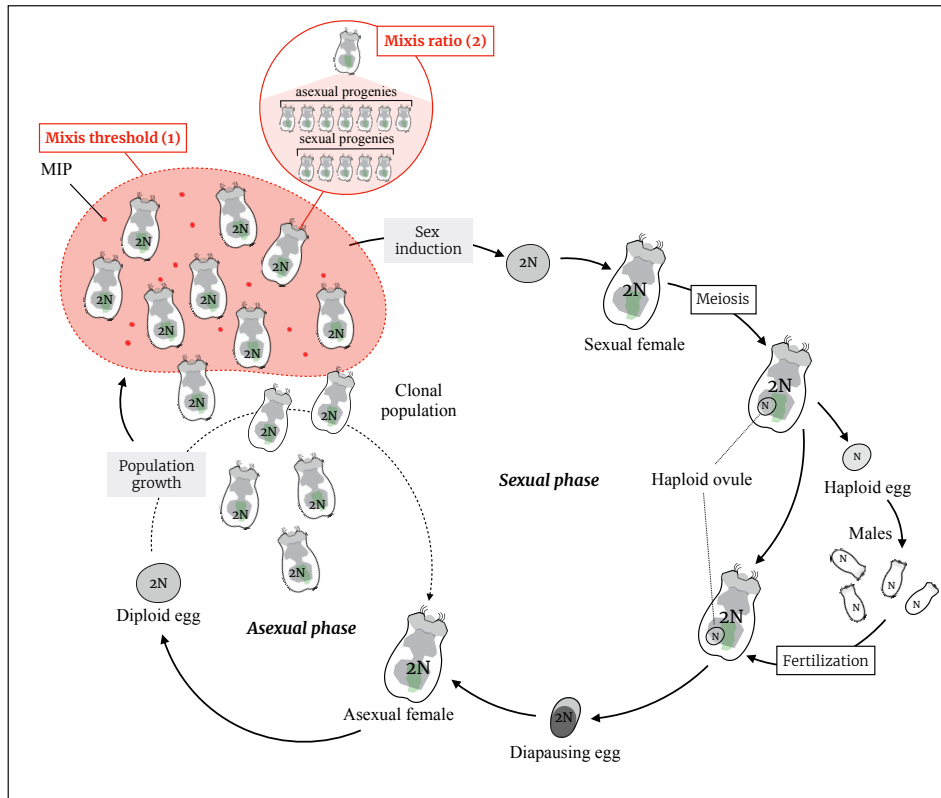 Mixis ratio (2)
asexual progenies
sexual progenies
Mixis threshold (1)
MIP
2N
2N
2N
2N
2N
2N
2N
2N
2N
Sex
induction
2N
2N
Sexual female
Meiosis
2N
N
Clonal
population
2N
2N
2N
2N
2N
Population
growth
Sexual phase
Haploid ovule
N
Haploid egg
Males
N
N
N
N
2N
Diploid egg
Asexual phase
2N
Asexual female
2N
N
Fertilization
2N
Diapausing egg